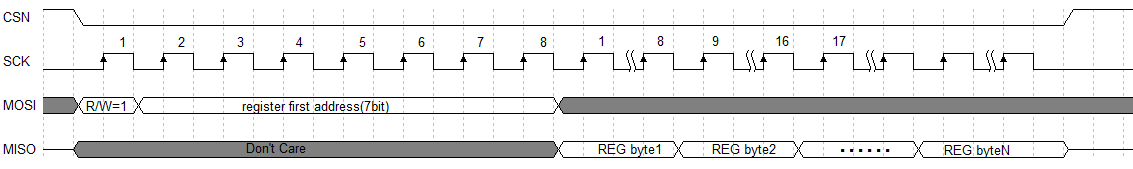 CSN
SCK 1 2 3 4 5 6 7 8 1 8 9 16 17
MOSI R/W=1 register first address(7bit)
MISO Don't Care REG byte1 REG byte2 ······ REG byteN